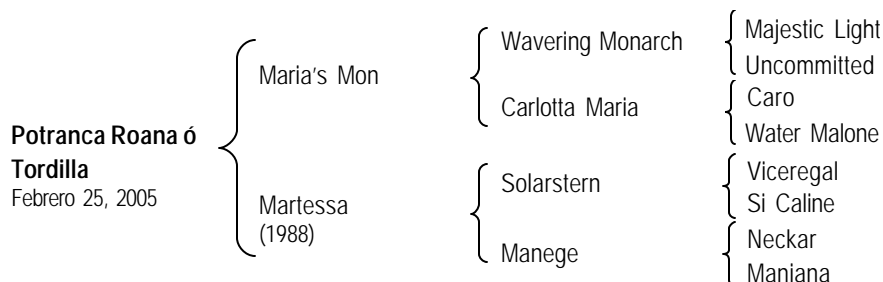 Majestic Light
Wavering Monarch
Uncommitted
Maria's Mon
Caro
Carlotta Maria
Water Malone
Potranca Roana ó
Tordilla
Febrero 25, 2005
Viceregal
Solarstern
Si Caline
Martessa
(1988)
Neckar
Manege
Maniana